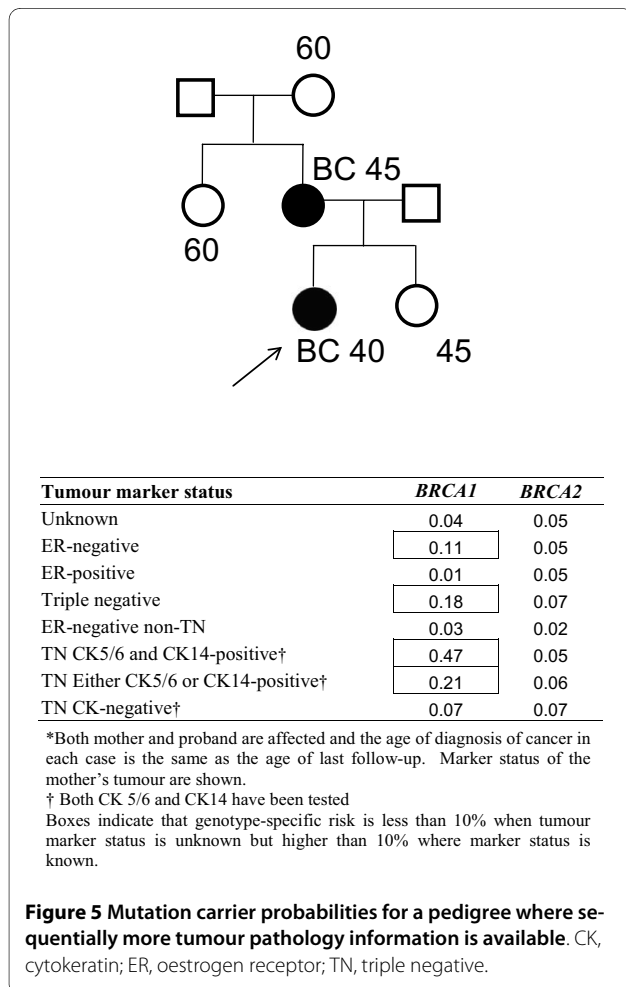 60
BC 45
60
BC 40
45
Tumour marker status BRCA1 BRCA2
Unknown 0.04 0.05
ER-negative 0.11 0.05
ER-positive 0.01 0.05
Triple negative 0.18 0.07
ER-negative non-TN 0.03 0.02
TN CK5/6 and CK14-positive† 0.47 0.05
TN Either CK5/6 or CK14-positive† 0.21 0.06
TN CK-negative† 0.07 0.07
*Both mother and proband are affected and the age of diagnosis of cancer in
each case is the same as the age of last follow-up. Marker status of the
mother's tumour are shown.
† Both CK 5/6 and CK14 have been tested
Boxes indicate that genotype-specific risk is less than 10% when tumour
marker status is unknown but higher than 10% where marker status is
known.
Figure 5 Mutation carrier probabilities for a pedigree where se-
quentially more tumour pathology information is available. CK,
cytokeratin; ER, oestrogen receptor; TN, triple negative.